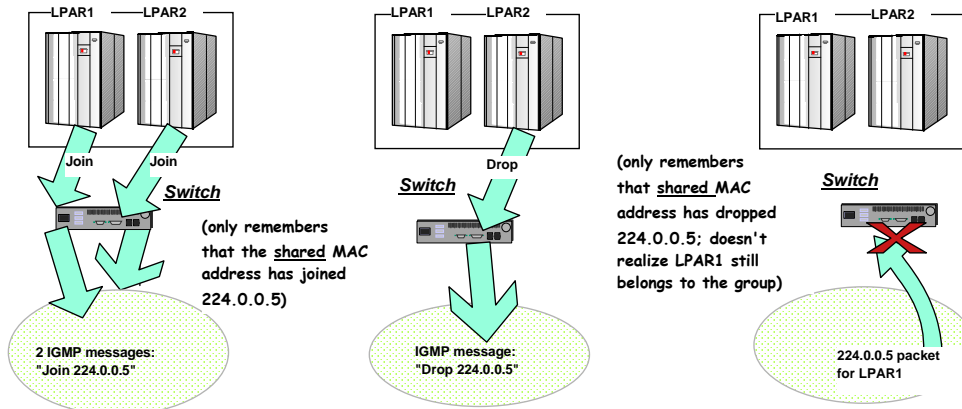 LPAR1 LPAR2
Join Join
Switch
(only remembers
that the shared MAC
address has joined
224.0.0.5)
2 IGMP messages:
"Join 224.0.0.5"
LPAR1 LPAR2
Drop
Switch
IGMP message:
"Drop 224.0.0.5"
(only remembers
that shared MAC
address has dropped
224.0.0.5; doesn't
realize LPAR1 still
belongs to the group)
LPAR1 LPAR2
Switch
224.0.0.5 packet
for LPAR1